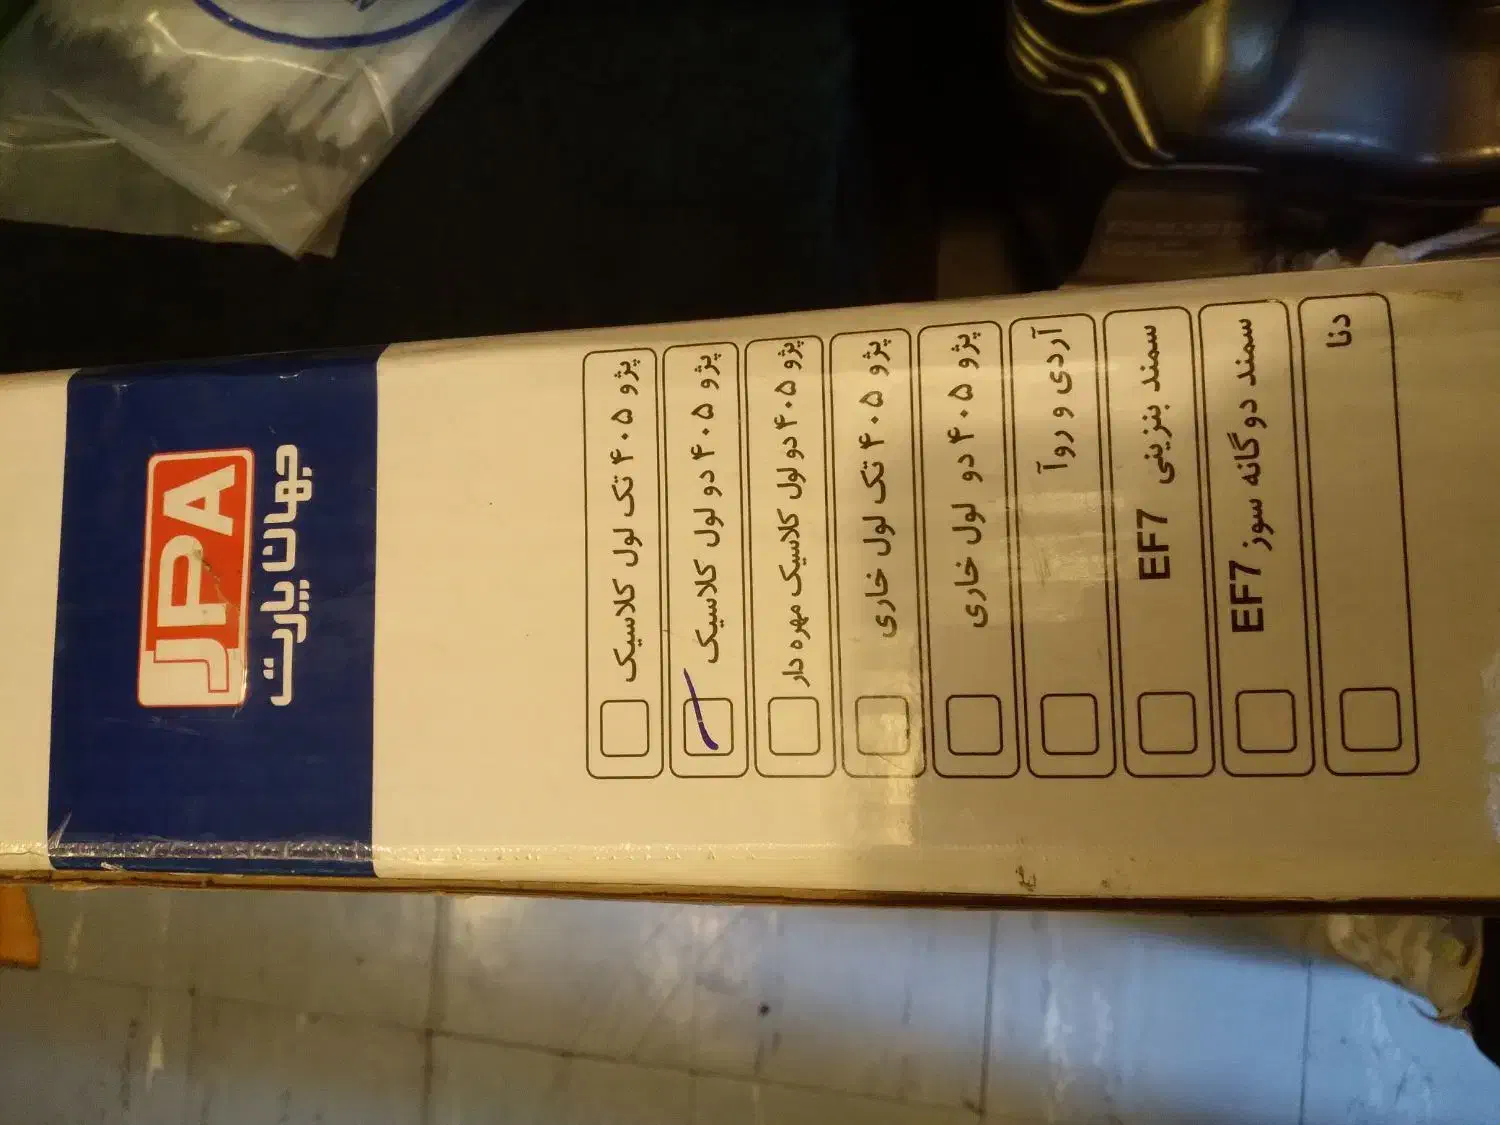 JPA
جهان پارت
پژو ۴۰۵ تک لول کلاسیک
پژو ۴۰۵ دو لول کلاسیک
پژو ۴۰۵ دو لول کلاسیک مهره دار
پژو ۴۰۵ تک لول خاری
پژو ۴۰۵ دو لول خاری
آردی و روآ
سمند بنزینی EF7
سمند دوگانه سوز EF7
دنا